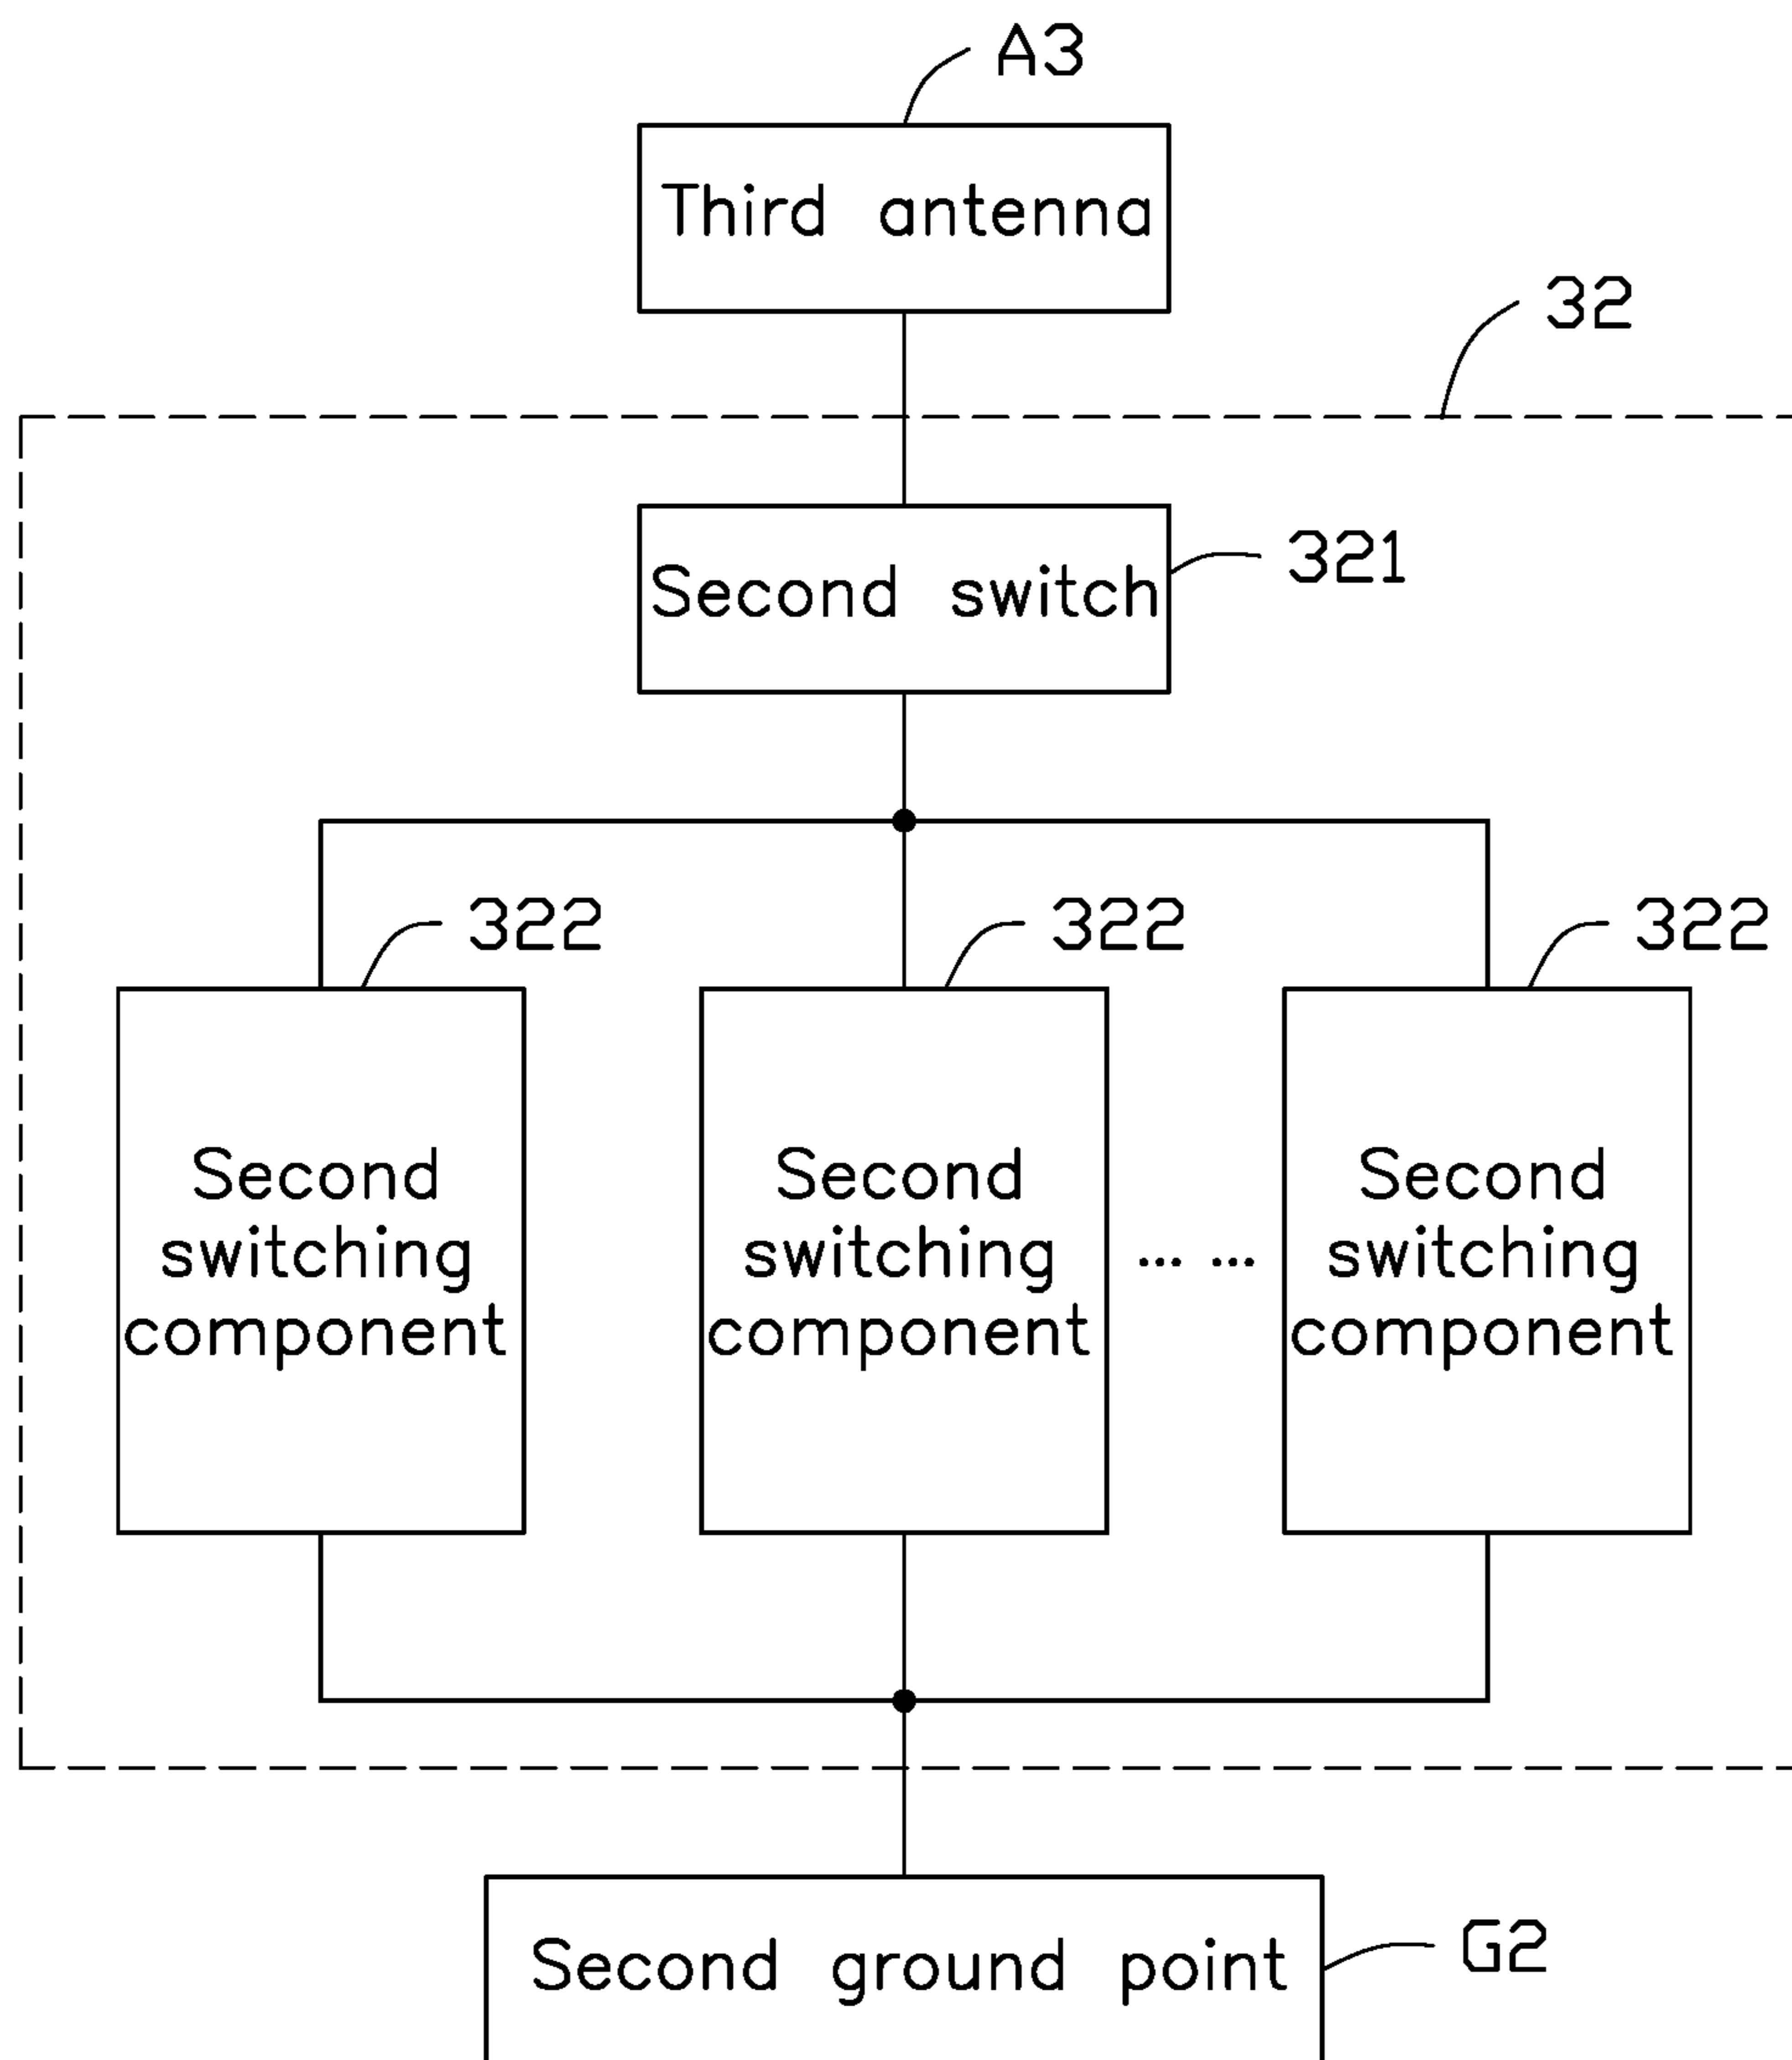 A3
Third antenna
32
Second switch
321
322
322
322
Second
switching
component
Second
switching
component
... ...
Second
switching
component
Second ground point
G2